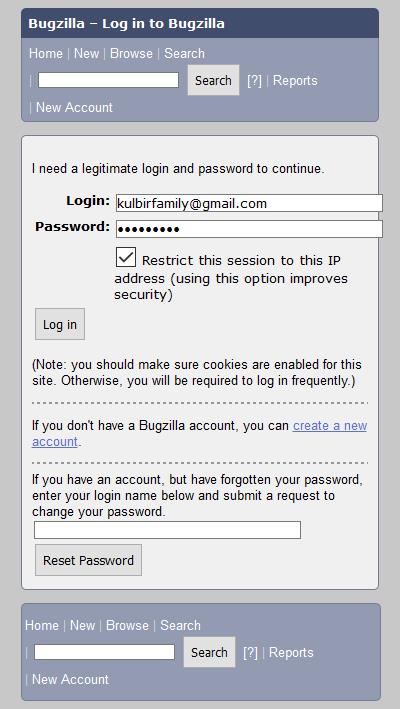 Bugzilla – Log in to Bugzilla
Home | New | Browse | Search
| Search [?] | Reports
| New Account
I need a legitimate login and password to continue.
Login: kulbirfamily@gmail.com
Password: •••••••••
Restrict this session to this IP
address (using this option improves
security)
Log in
(Note: you should make sure cookies are enabled for this
site. Otherwise, you will be required to log in frequently.)
If you don't have a Bugzilla account, you can create a new
account.
If you have an account, but have forgotten your password,
enter your login name below and submit a request to
change your password.
Reset Password
Home | New | Browse | Search
| Search [?] | Reports
| New Account